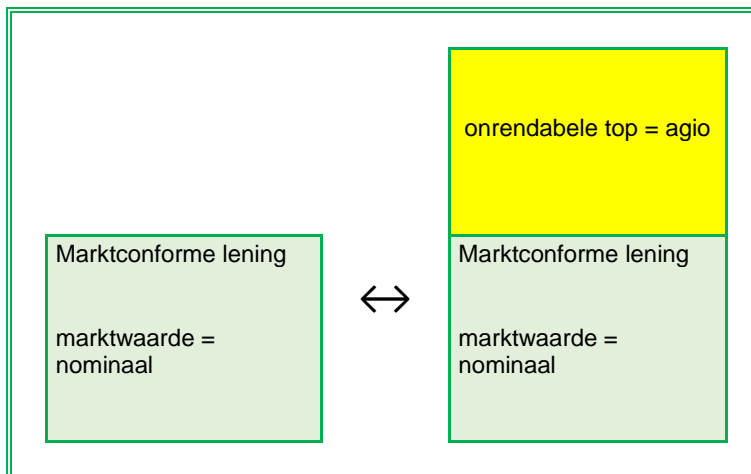 onrendabele top = agio
Marktconforme lening
marktwaarde =
nominaal
↔
Marktconforme lening
marktwaarde =
nominaal